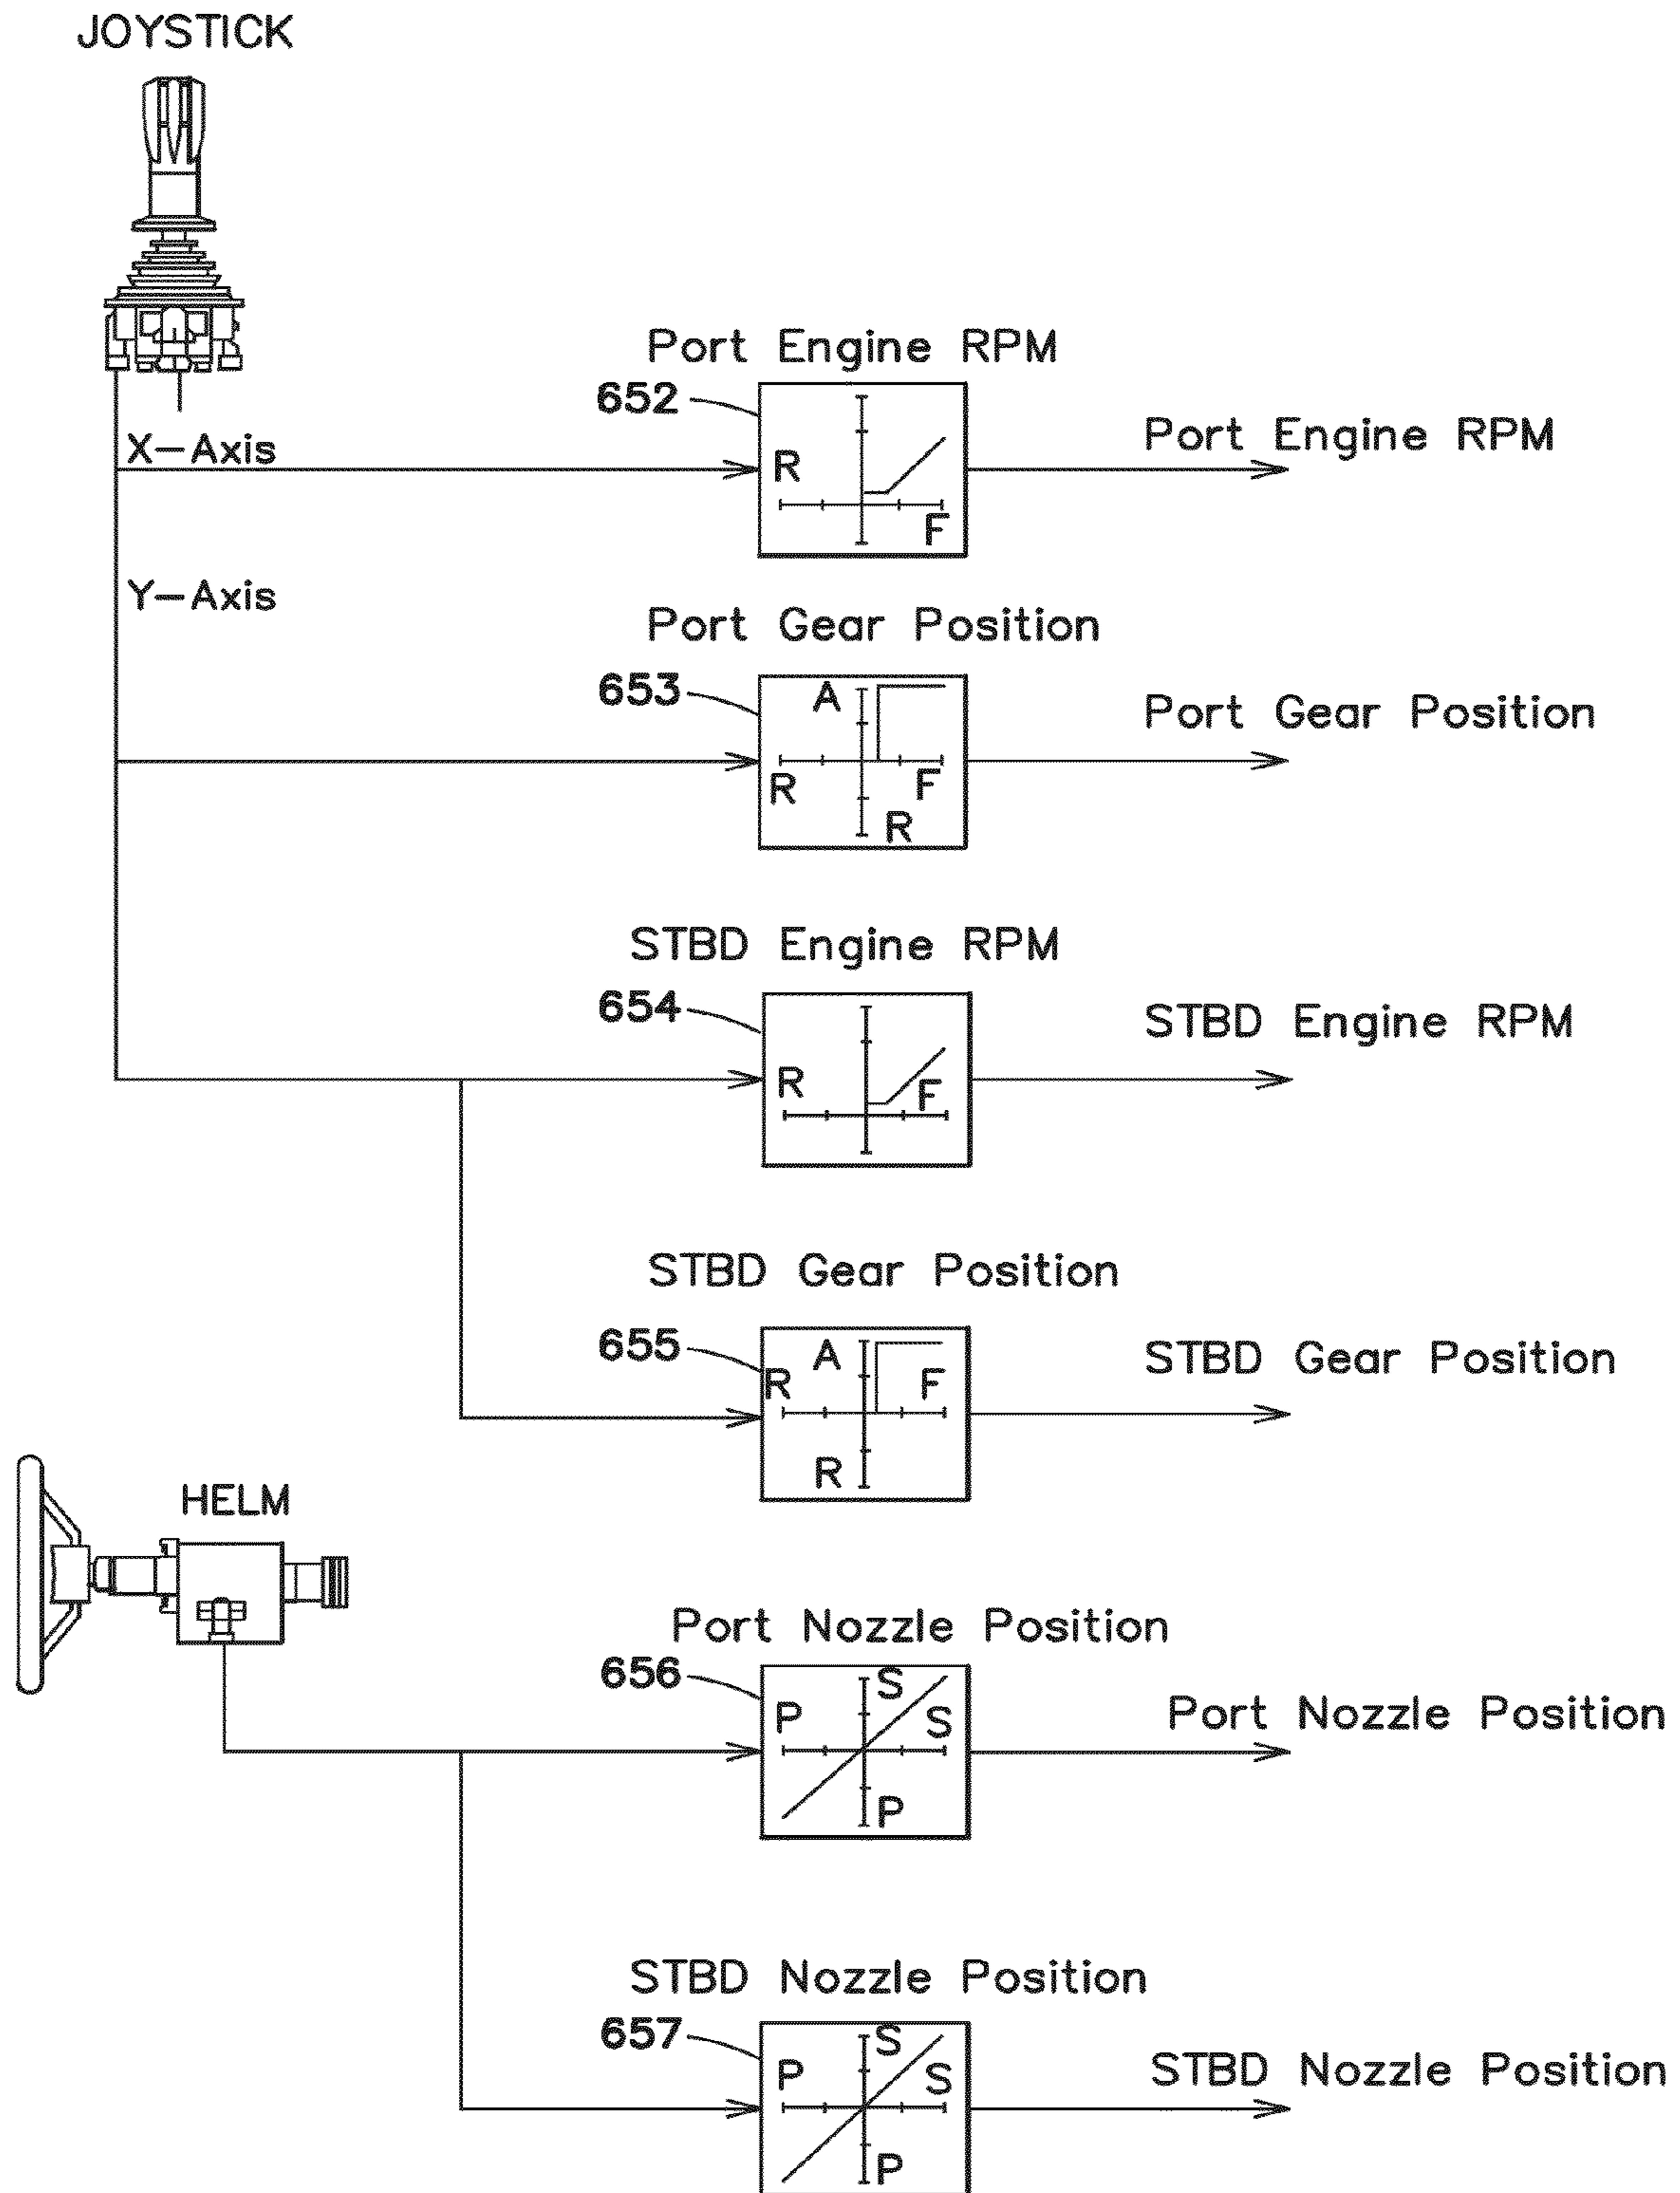 JOYSTICK
Port Engine RPM
652
R
F
X-Axis
Port Engine RPM
Y-Axis
Port Gear Position
653
A
R
F
R
Port Gear Position
STBD Engine RPM
654
R
F
STBD Engine RPM
STBD Gear Position
655
A
R
F
R
STBD Gear Position
HELM
Port Nozzle Position
656
S
P
S
P
Port Nozzle Position
STBD Nozzle Position
657
S
P
S
P
STBD Nozzle Position